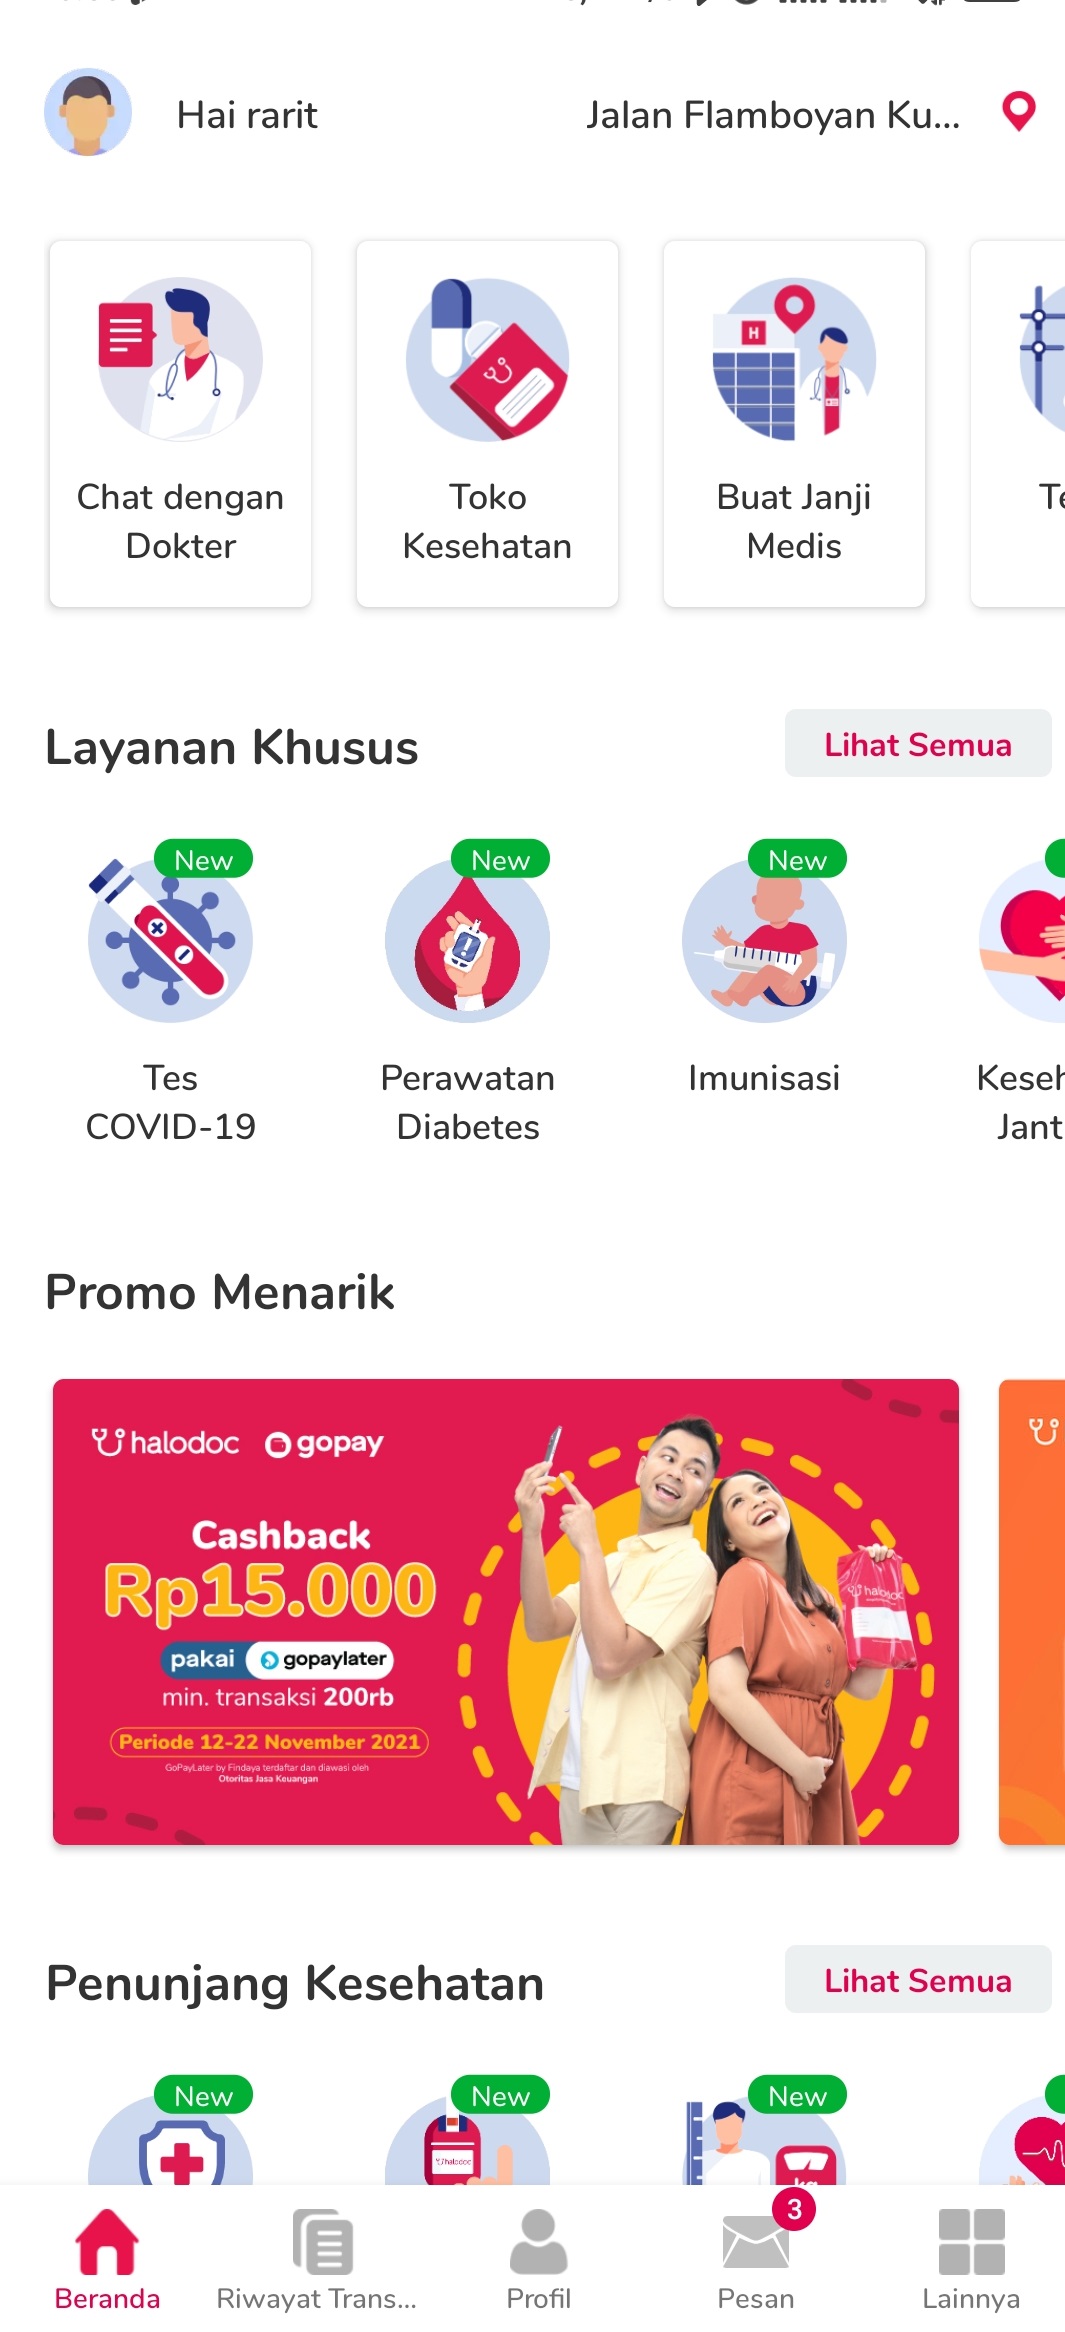 Hai rarit
Jalan Flamboyan Ku...
Chat dengan
Dokter
Toko
Kesehatan
H
Buat Janji
Medis
Te
Layanan Khusus
Lihat Semua
New
New
New
Tes
COVID-19
Perawatan
Diabetes
Imunisasi
Keseh
Jant
Promo Menarik
halodoc gopay
Cashback
Rp15.000
pakai gopaylater
min. transaksi 200rb
Periode 12-22 November 2021
GoPayLater by Findaya terdaftar dan diawasi oleh
Otoritas Jasa Keuangan
halodoc
Penunjang Kesehatan
Lihat Semua
New
New
New
halodoc
kg
3
Beranda
Riwayat Trans...
Profil
Pesan
Lainnya